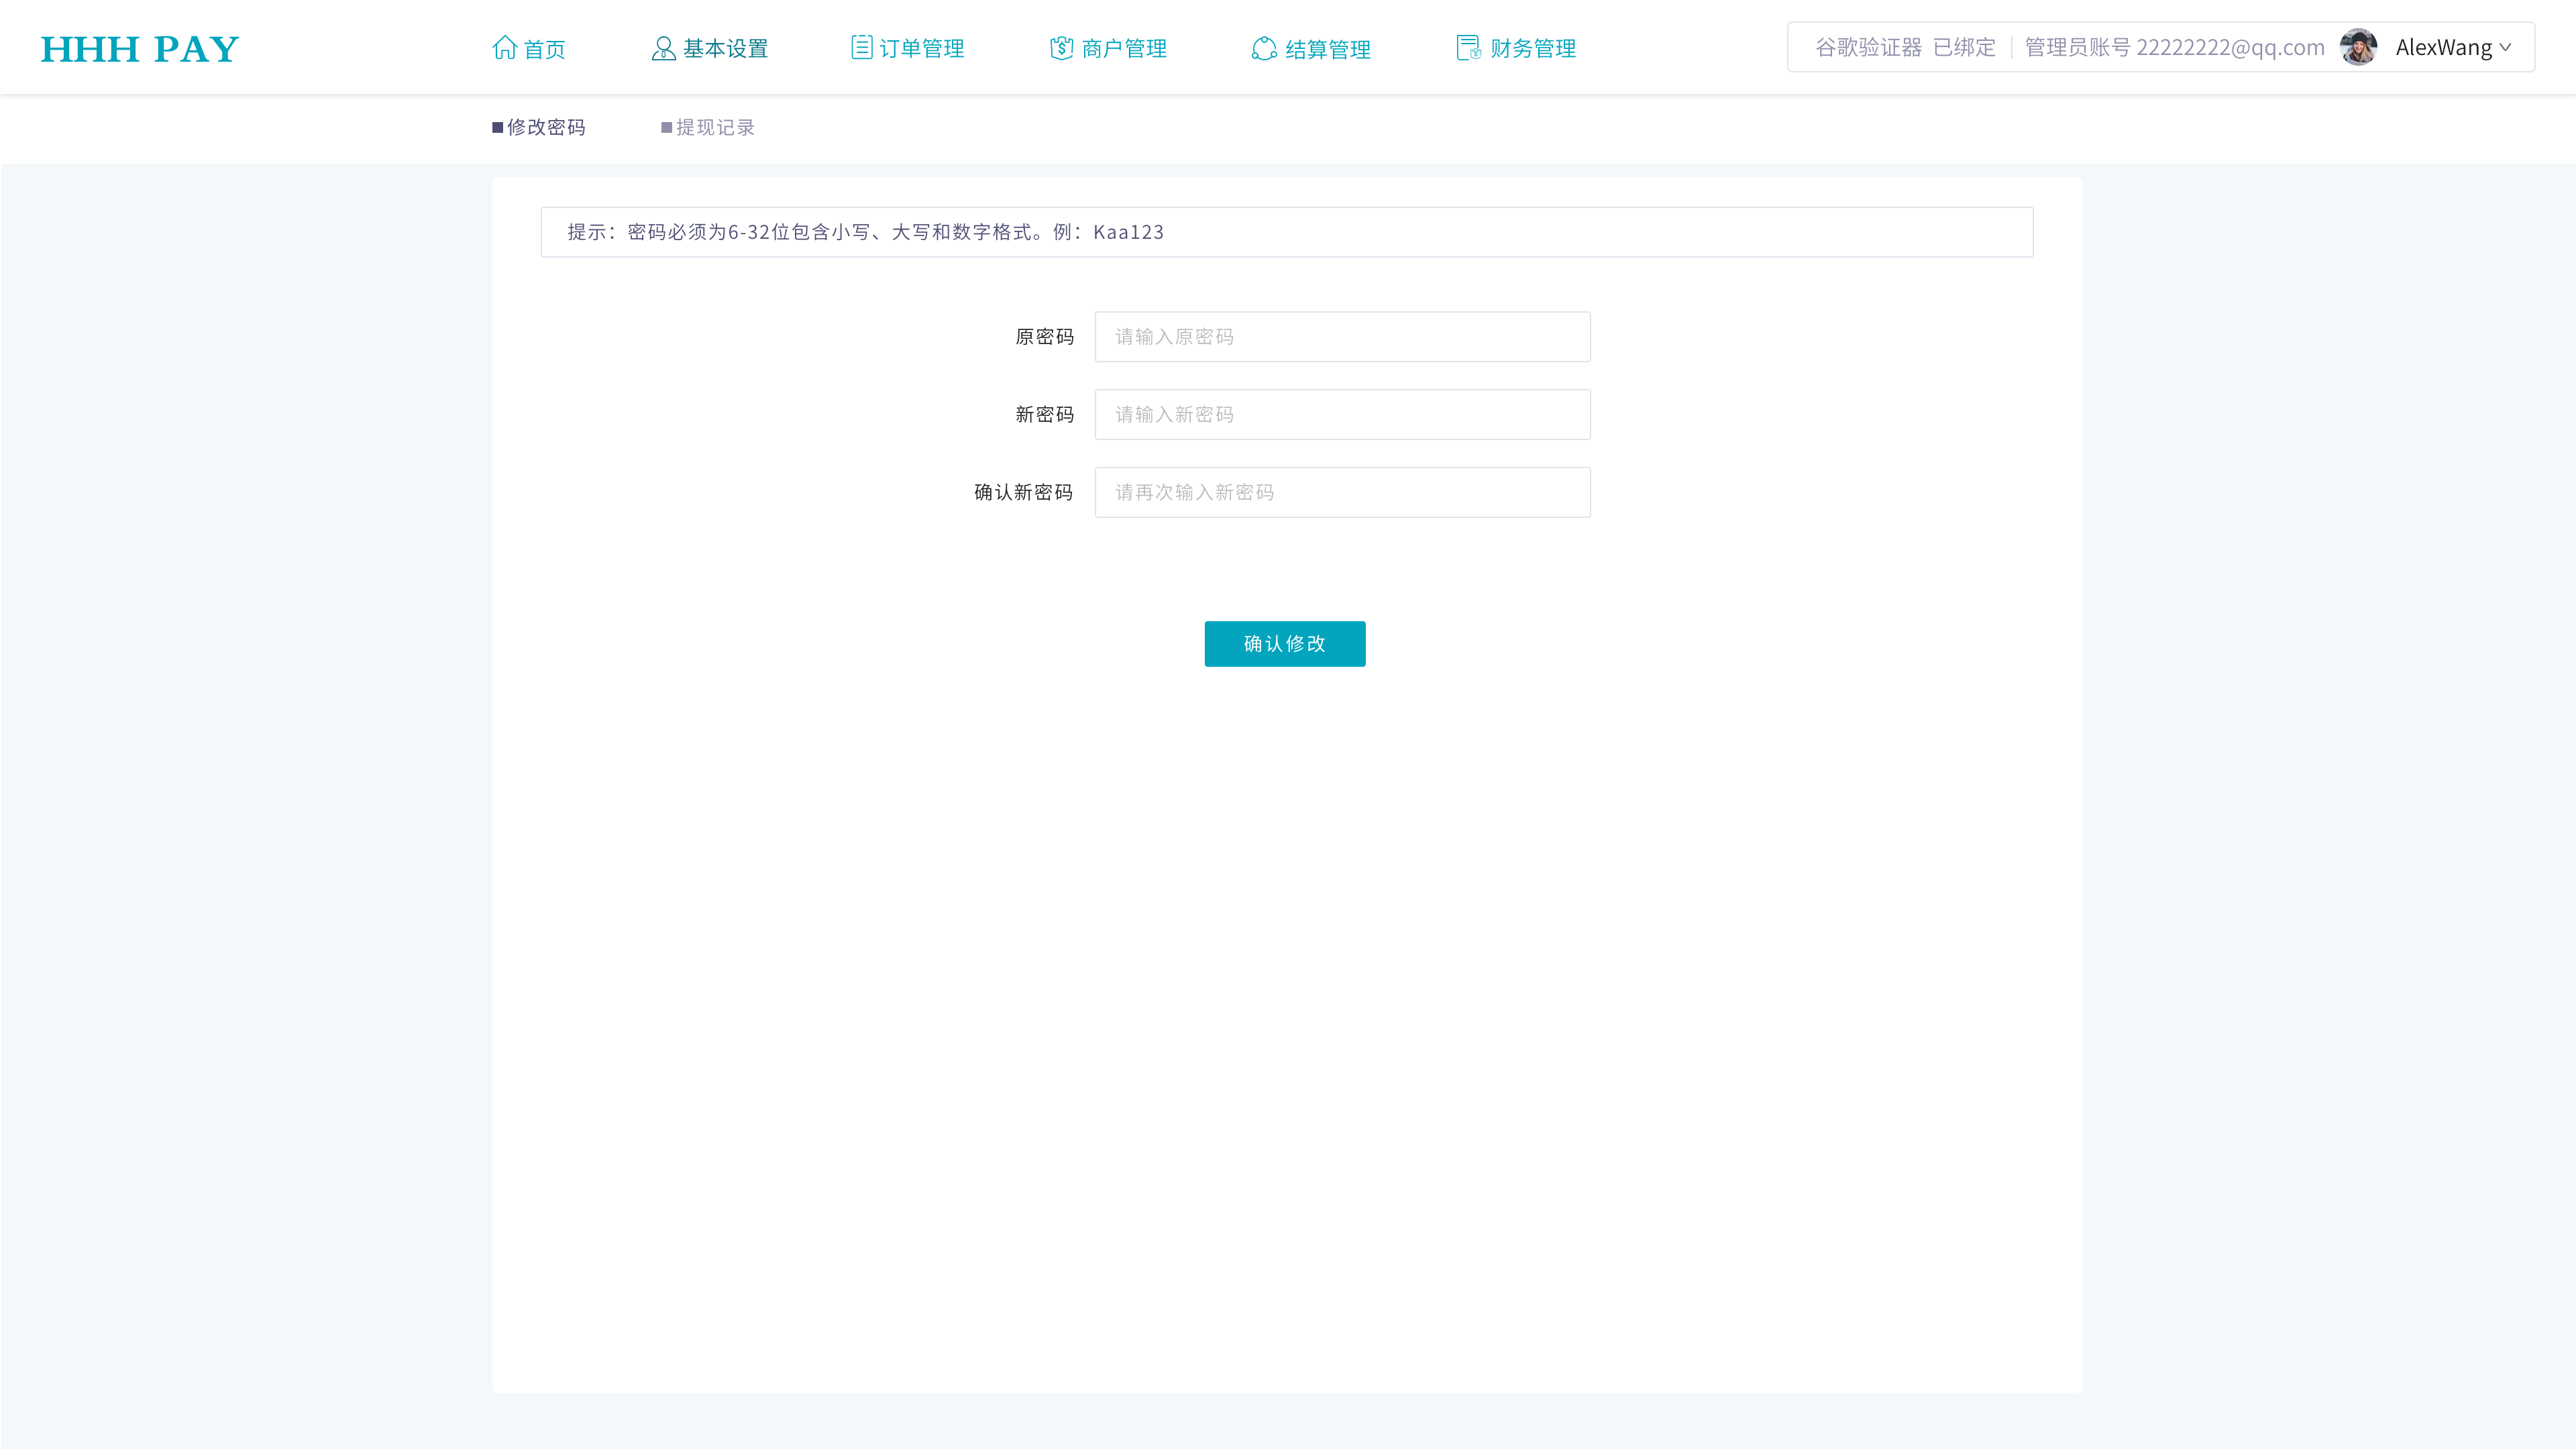 HHH PAY
首页
基本设置
订单管理
商户管理
结算管理
财务管理
谷歌验证器 已绑定
管理员账号 22222222@qq.com
AlexWang
修改密码
提现记录
提示：密码必须为6-32位包含小写、大写和数字格式。例：Kaa123
原密码 请输入原密码
新密码 请输入新密码
确认新密码 请再次输入新密码
确认修改